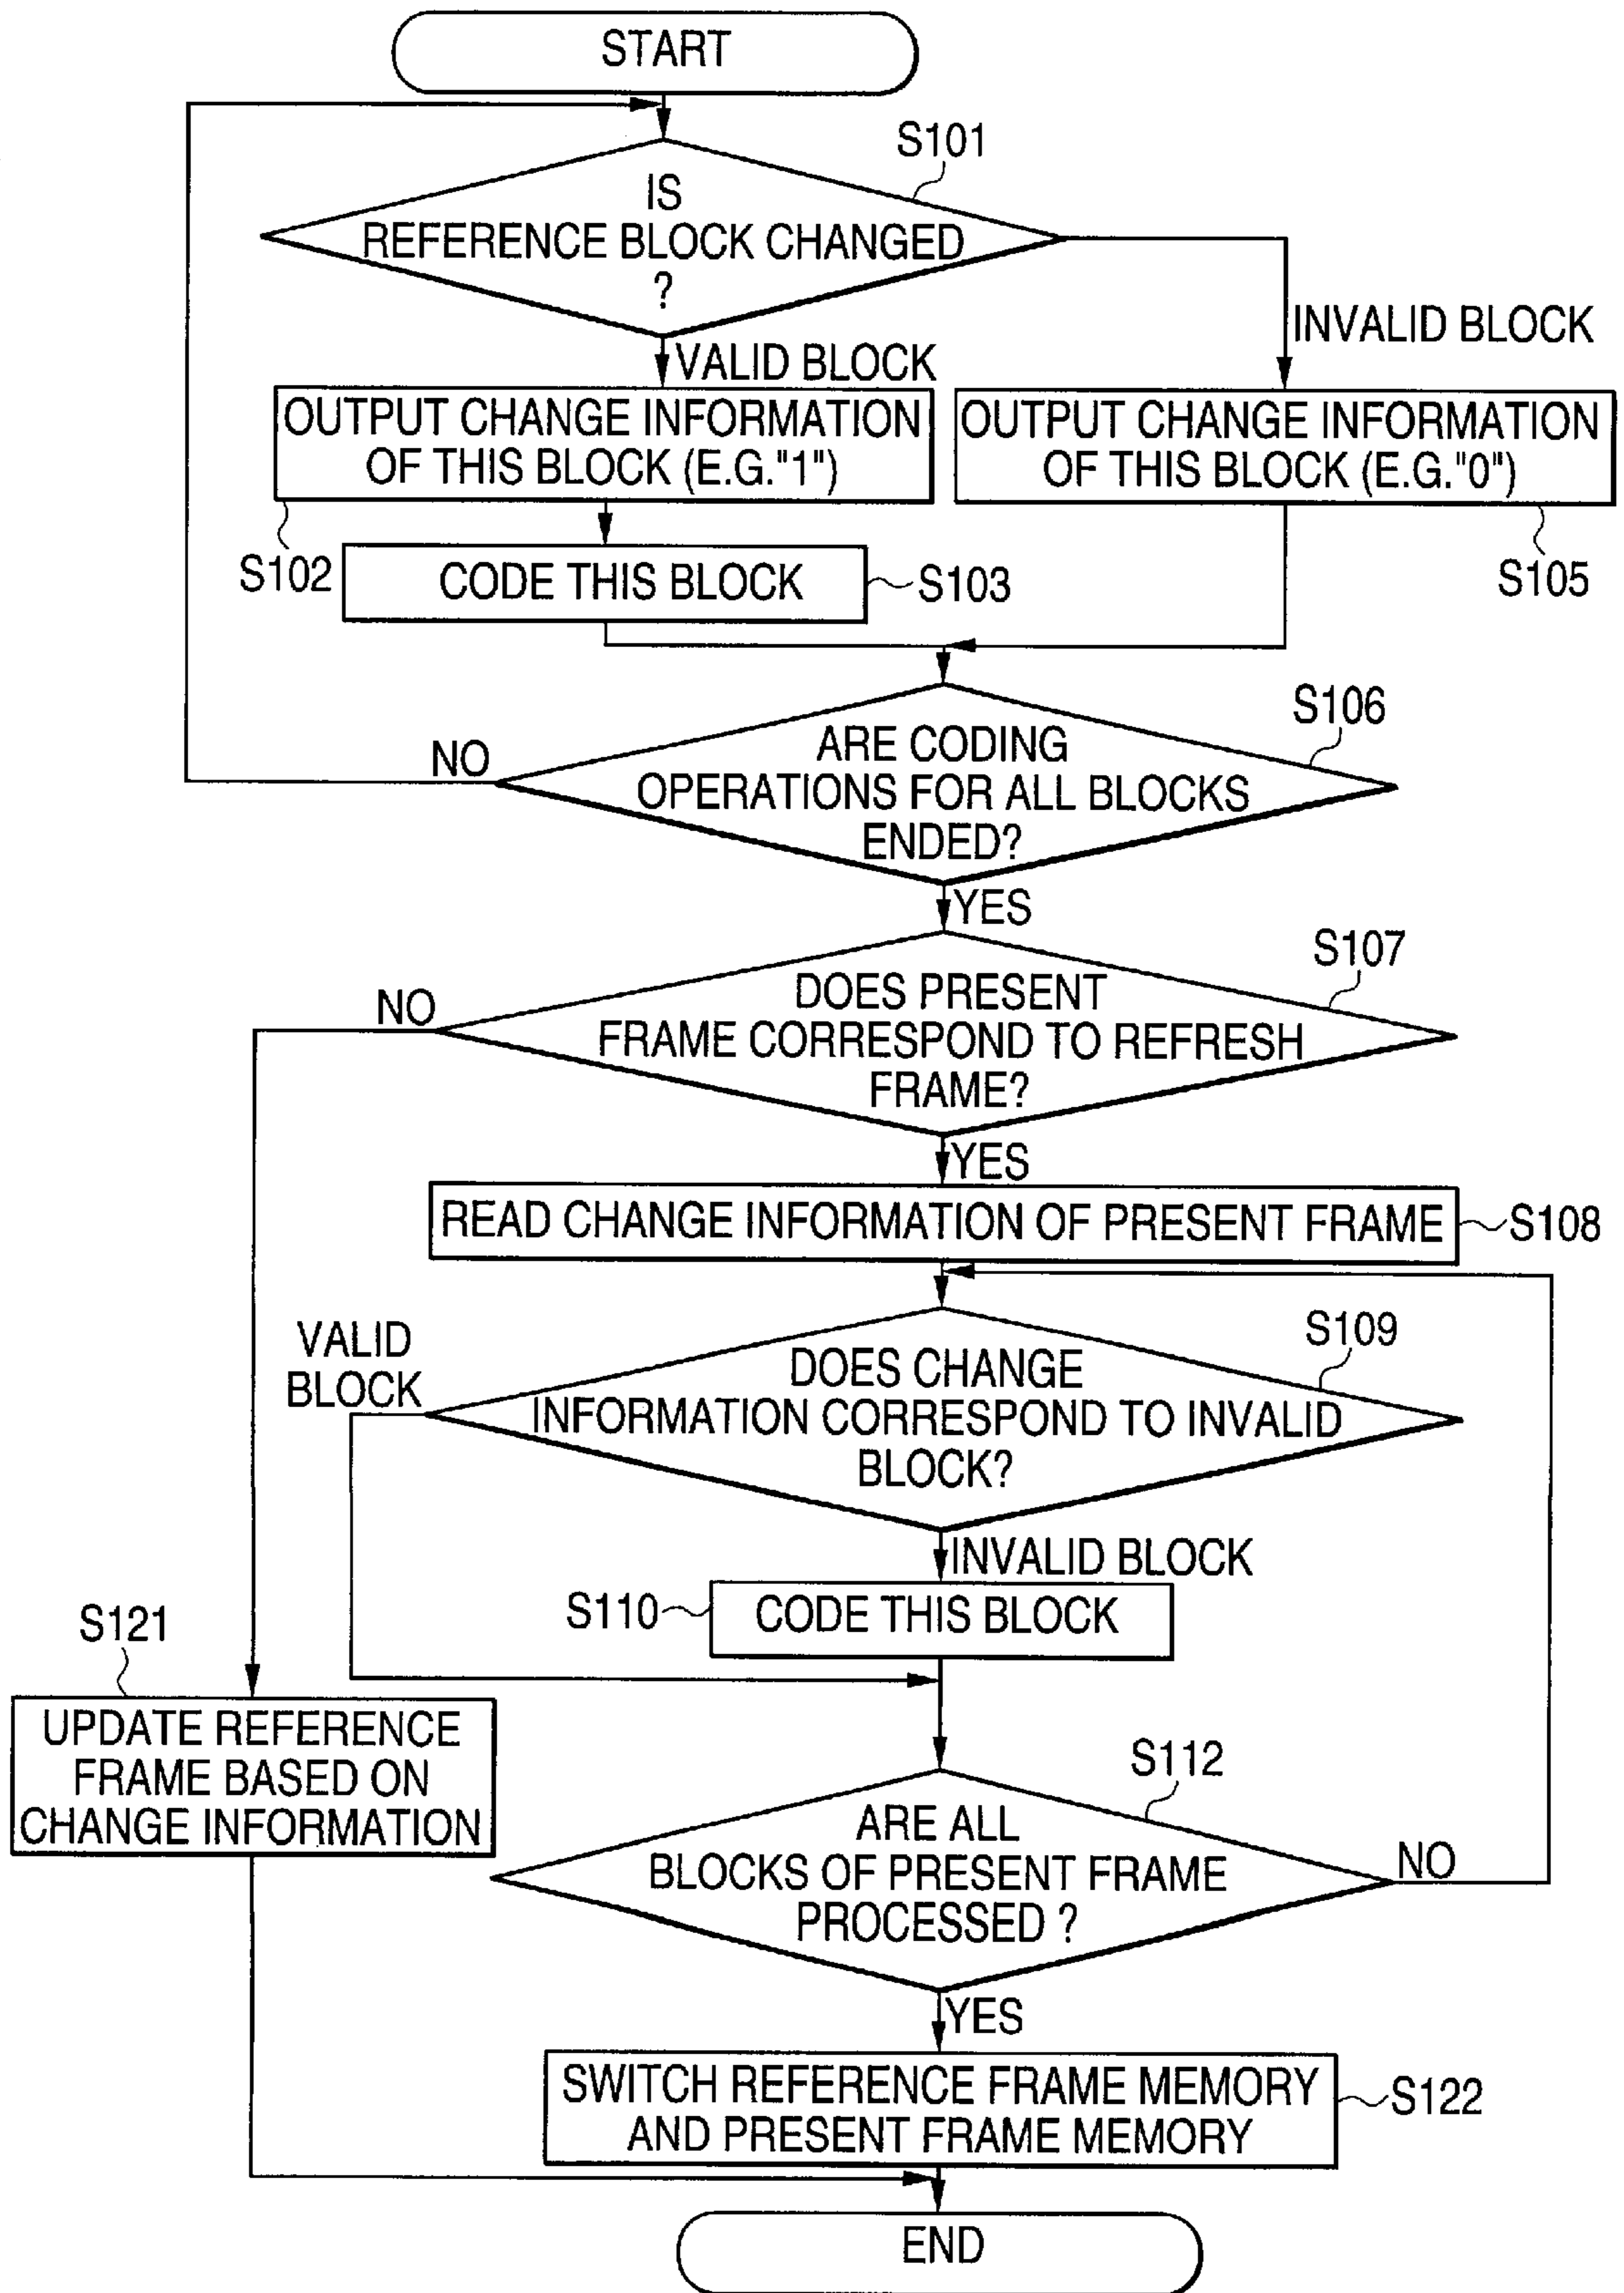 START
S101
IS
REFERENCE BLOCK CHANGED
?
INVALID BLOCK
VALID BLOCK
OUTPUT CHANGE INFORMATION
OF THIS BLOCK (E.G."1")
OUTPUT CHANGE INFORMATION
OF THIS BLOCK (E.G."0")
S102
CODE THIS BLOCK
S103
S105
S106
NO
ARE CODING
OPERATIONS FOR ALL BLOCKS
ENDED?
YES
S107
NO
DOES PRESENT
FRAME CORRESPOND TO REFRESH
FRAME?
YES
READ CHANGE INFORMATION OF PRESENT FRAME
S108
VALID
BLOCK
S109
DOES CHANGE
INFORMATION CORRESPOND TO INVALID
BLOCK?
INVALID BLOCK
S110
CODE THIS BLOCK
S121
UPDATE REFERENCE
FRAME BASED ON
CHANGE INFORMATION
S112
ARE ALL
BLOCKS OF PRESENT FRAME
PROCESSED ?
NO
YES
SWITCH REFERENCE FRAME MEMORY
AND PRESENT FRAME MEMORY
S122
END